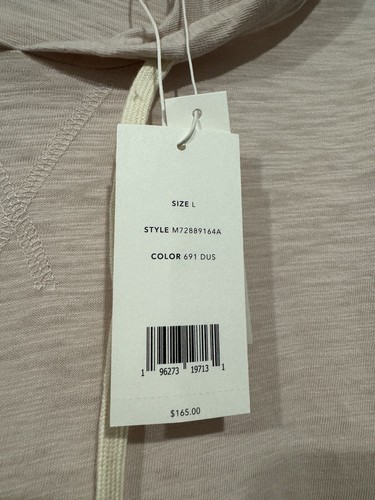 SIZE L
STYLE M72889164A
COLOR 691 DUS
1 96273 19713 1
$165.00